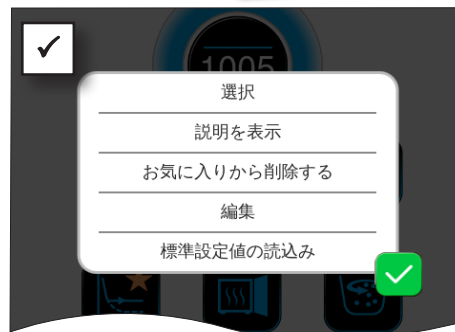 1005
選択
説明を表示
お気に入りから削除する
編集
標準設定値の読込み